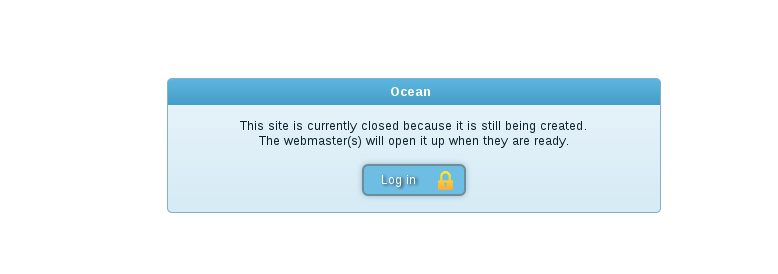 Ocean
This site is currently closed because it is still being created.
The webmaster(s) will open it up when they are ready.
Log in